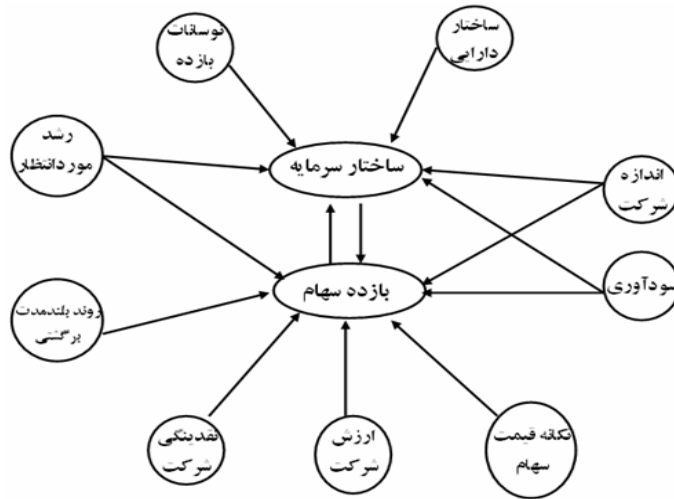 نوسانات
بازده
ساختار
دارایی
رشد
موردانتظار
ساختار سرمایه
اندازه
شرکت
بازده سهام
سودآوری
روند بلندمدت
برگشتی
نقدینگی
شرکت
ارزش
شرکت
تکانه قیمت
سهام